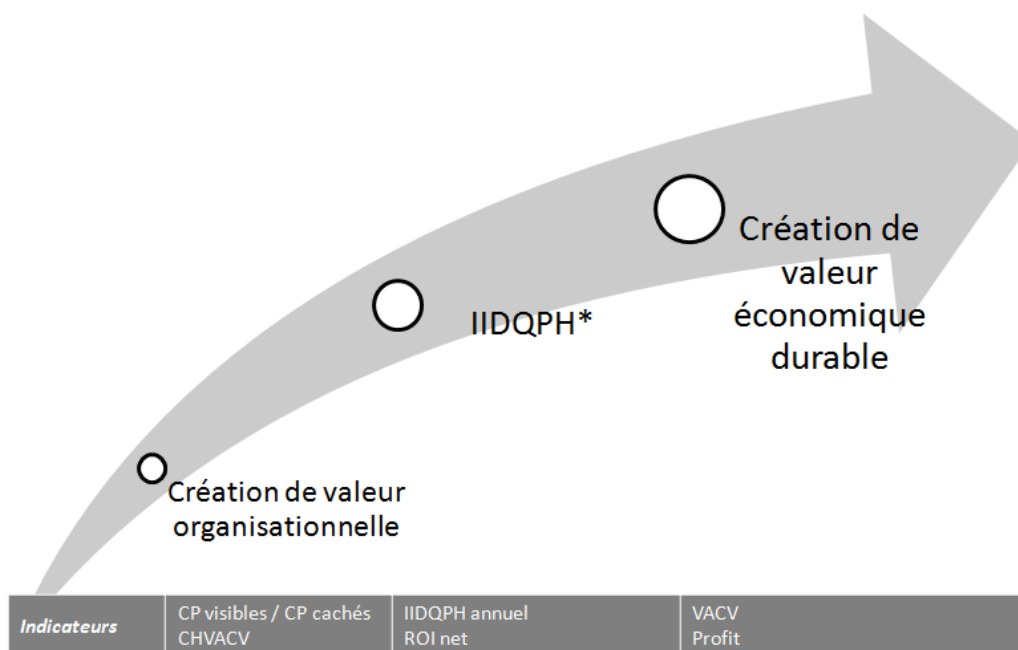 Création de
valeur
économique
durable
IIDQPH*
Création de valeur
organisationnelle
Indicateurs
CP visibles / CP cachés
CHVACV
IIDQPH annuel
ROI net
VACV
Profit